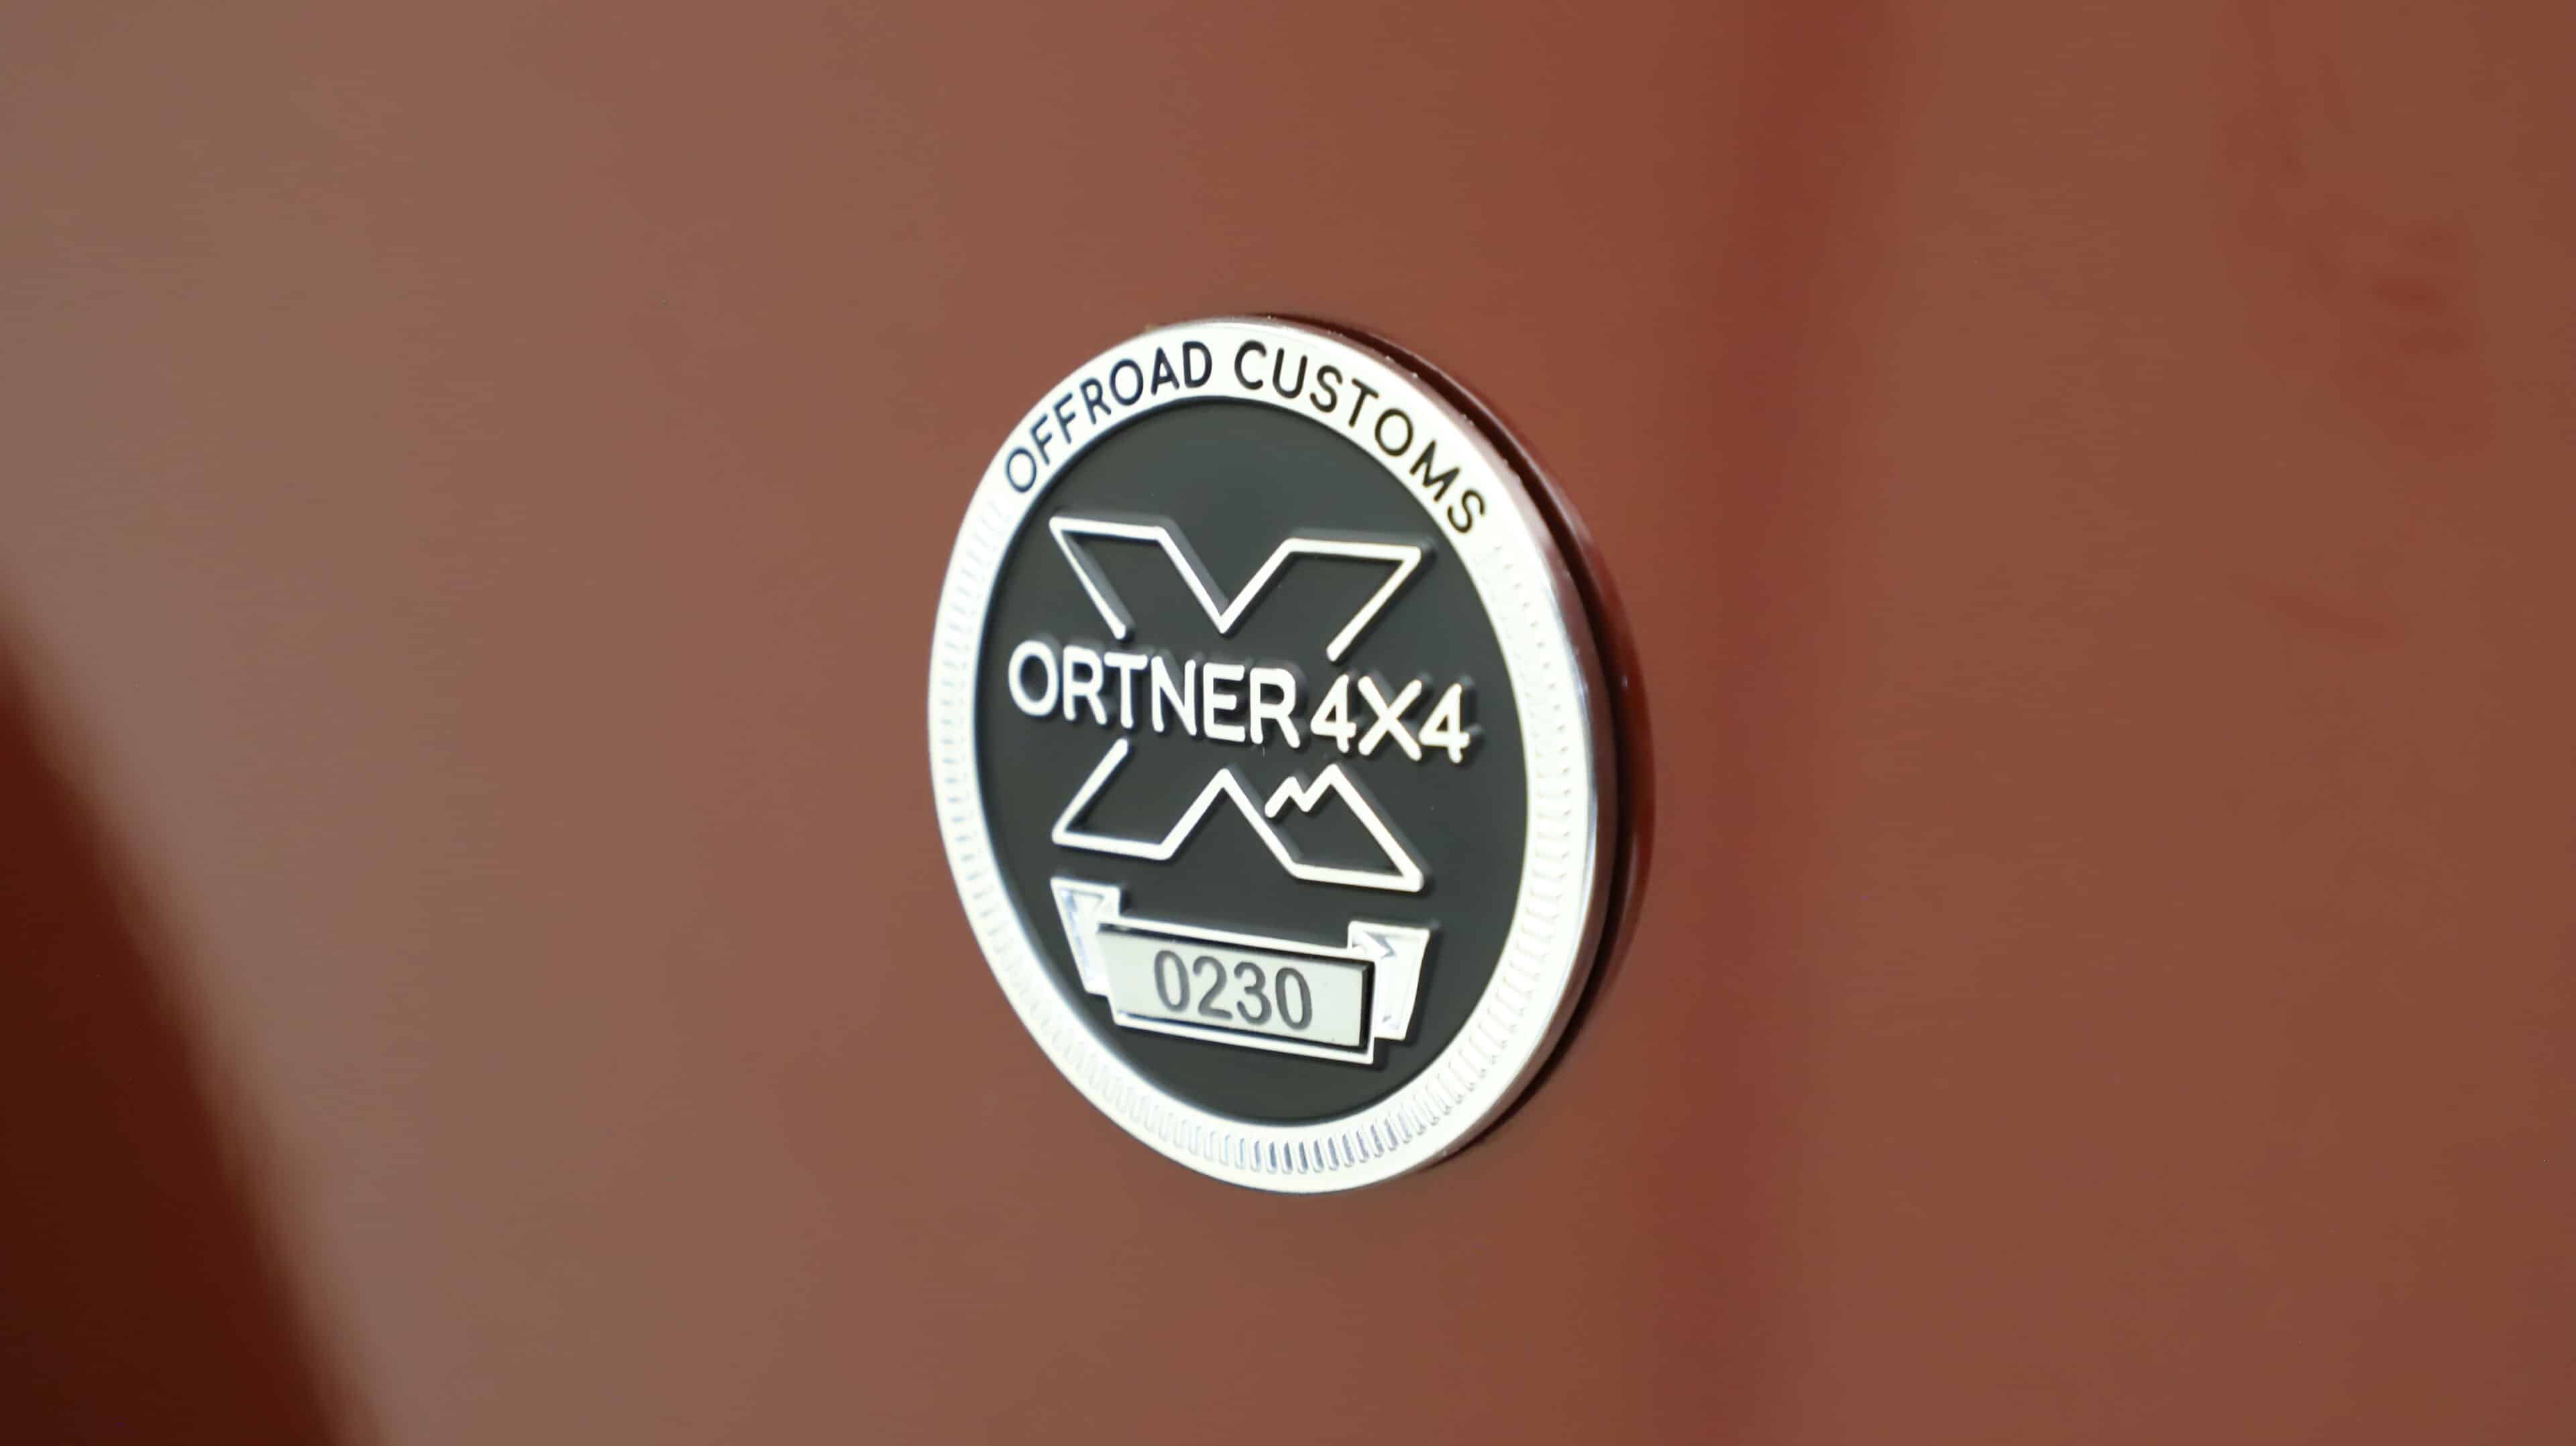 OFFROAD CUSTOMS
ORTNER 4X4
0230